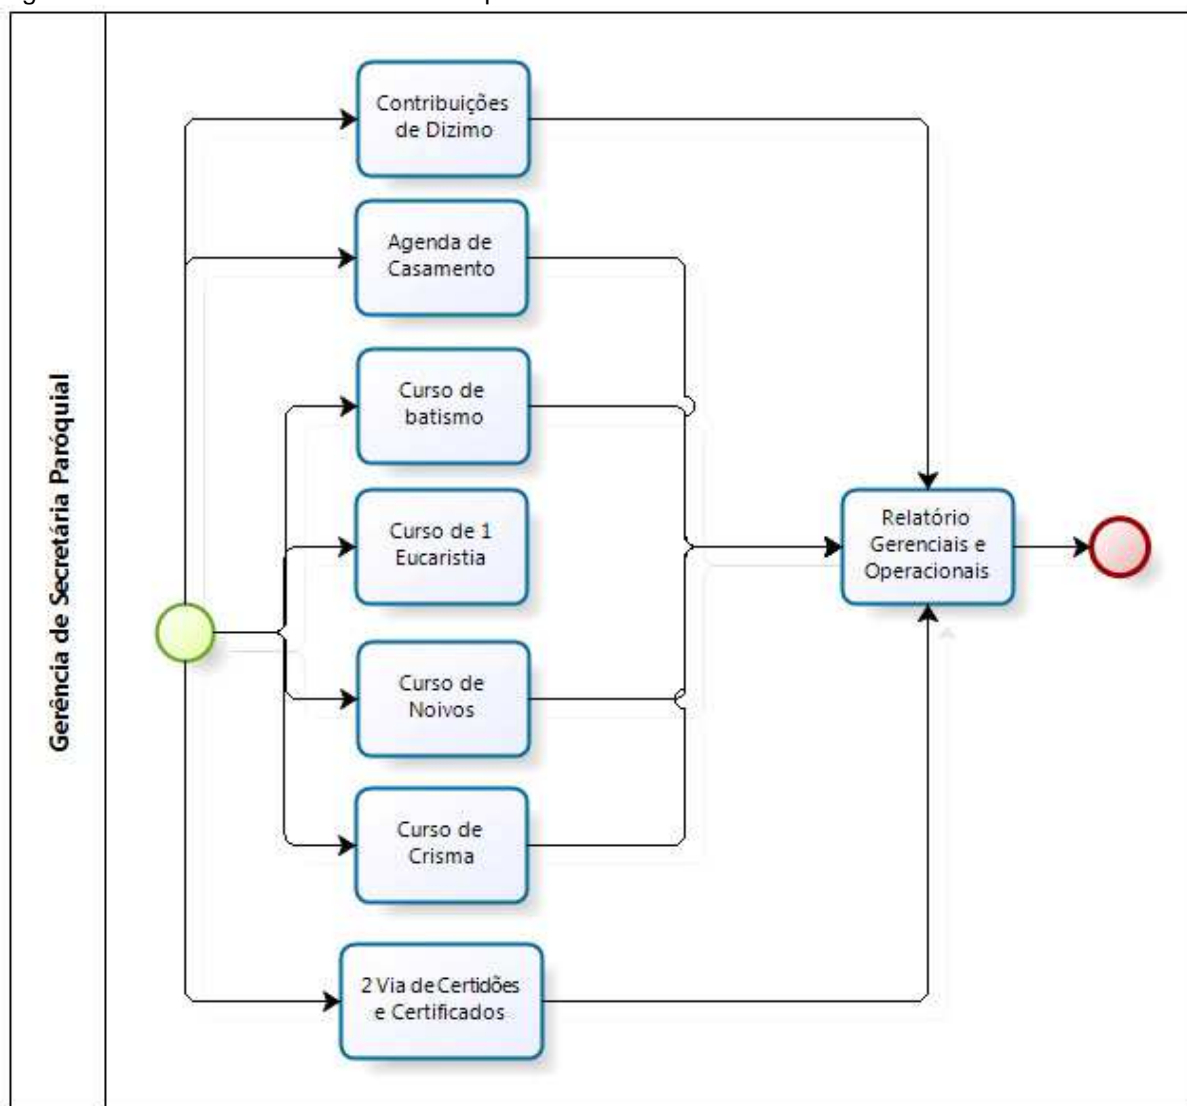 Gerência de Secretária Paróquial
Contribuições
de Dizimo
Agenda de
Casamento
Curso de
batismo
Curso de 1
Eucaristia
Curso de
Noivos
Curso de
Crisma
2 Via de Certidões
e Certificados
Relatório
Gerenciais e
Operacionais